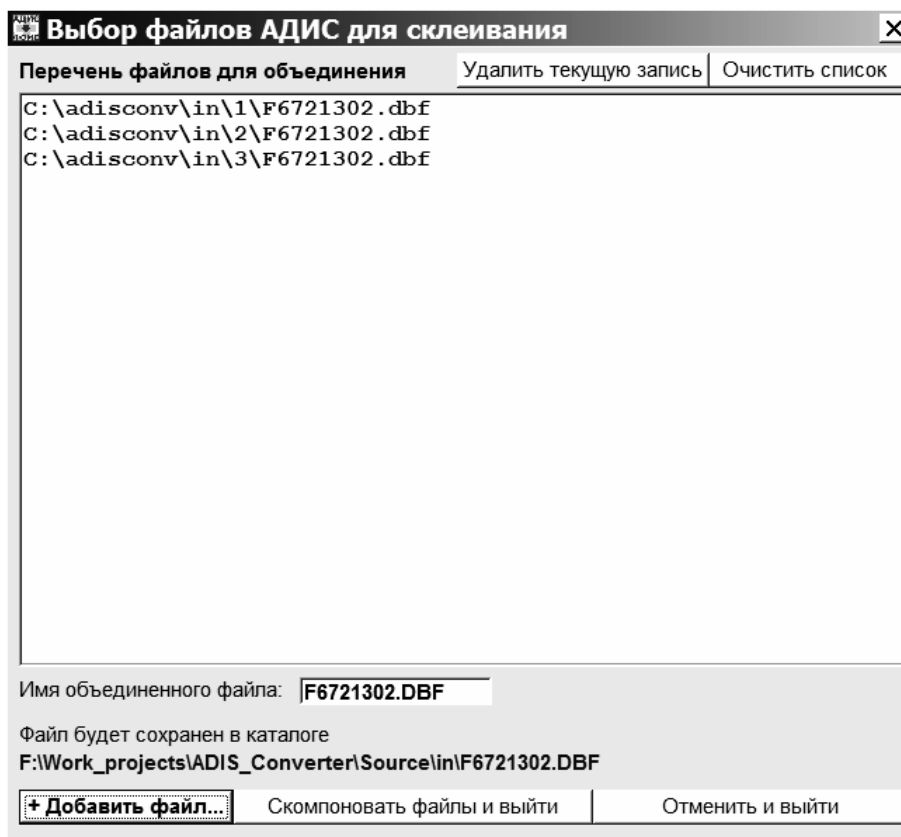 Выбор файлов АДИС для склеивания
Перечень файлов для объединения Удалить текущую запись Очистить список
C:\adisconv\in\1\F6721302.dbf
C:\adisconv\in\2\F6721302.dbf
C:\adisconv\in\3\F6721302.dbf
Имя объединенного файла: F6721302.DBF
Файл будет сохранен в каталоге
F:\Work_projects\ADIS_Converter\Source\in\F6721302.DBF
+ Добавить файл... Скомпоновать файлы и выйти Отменить и выйти